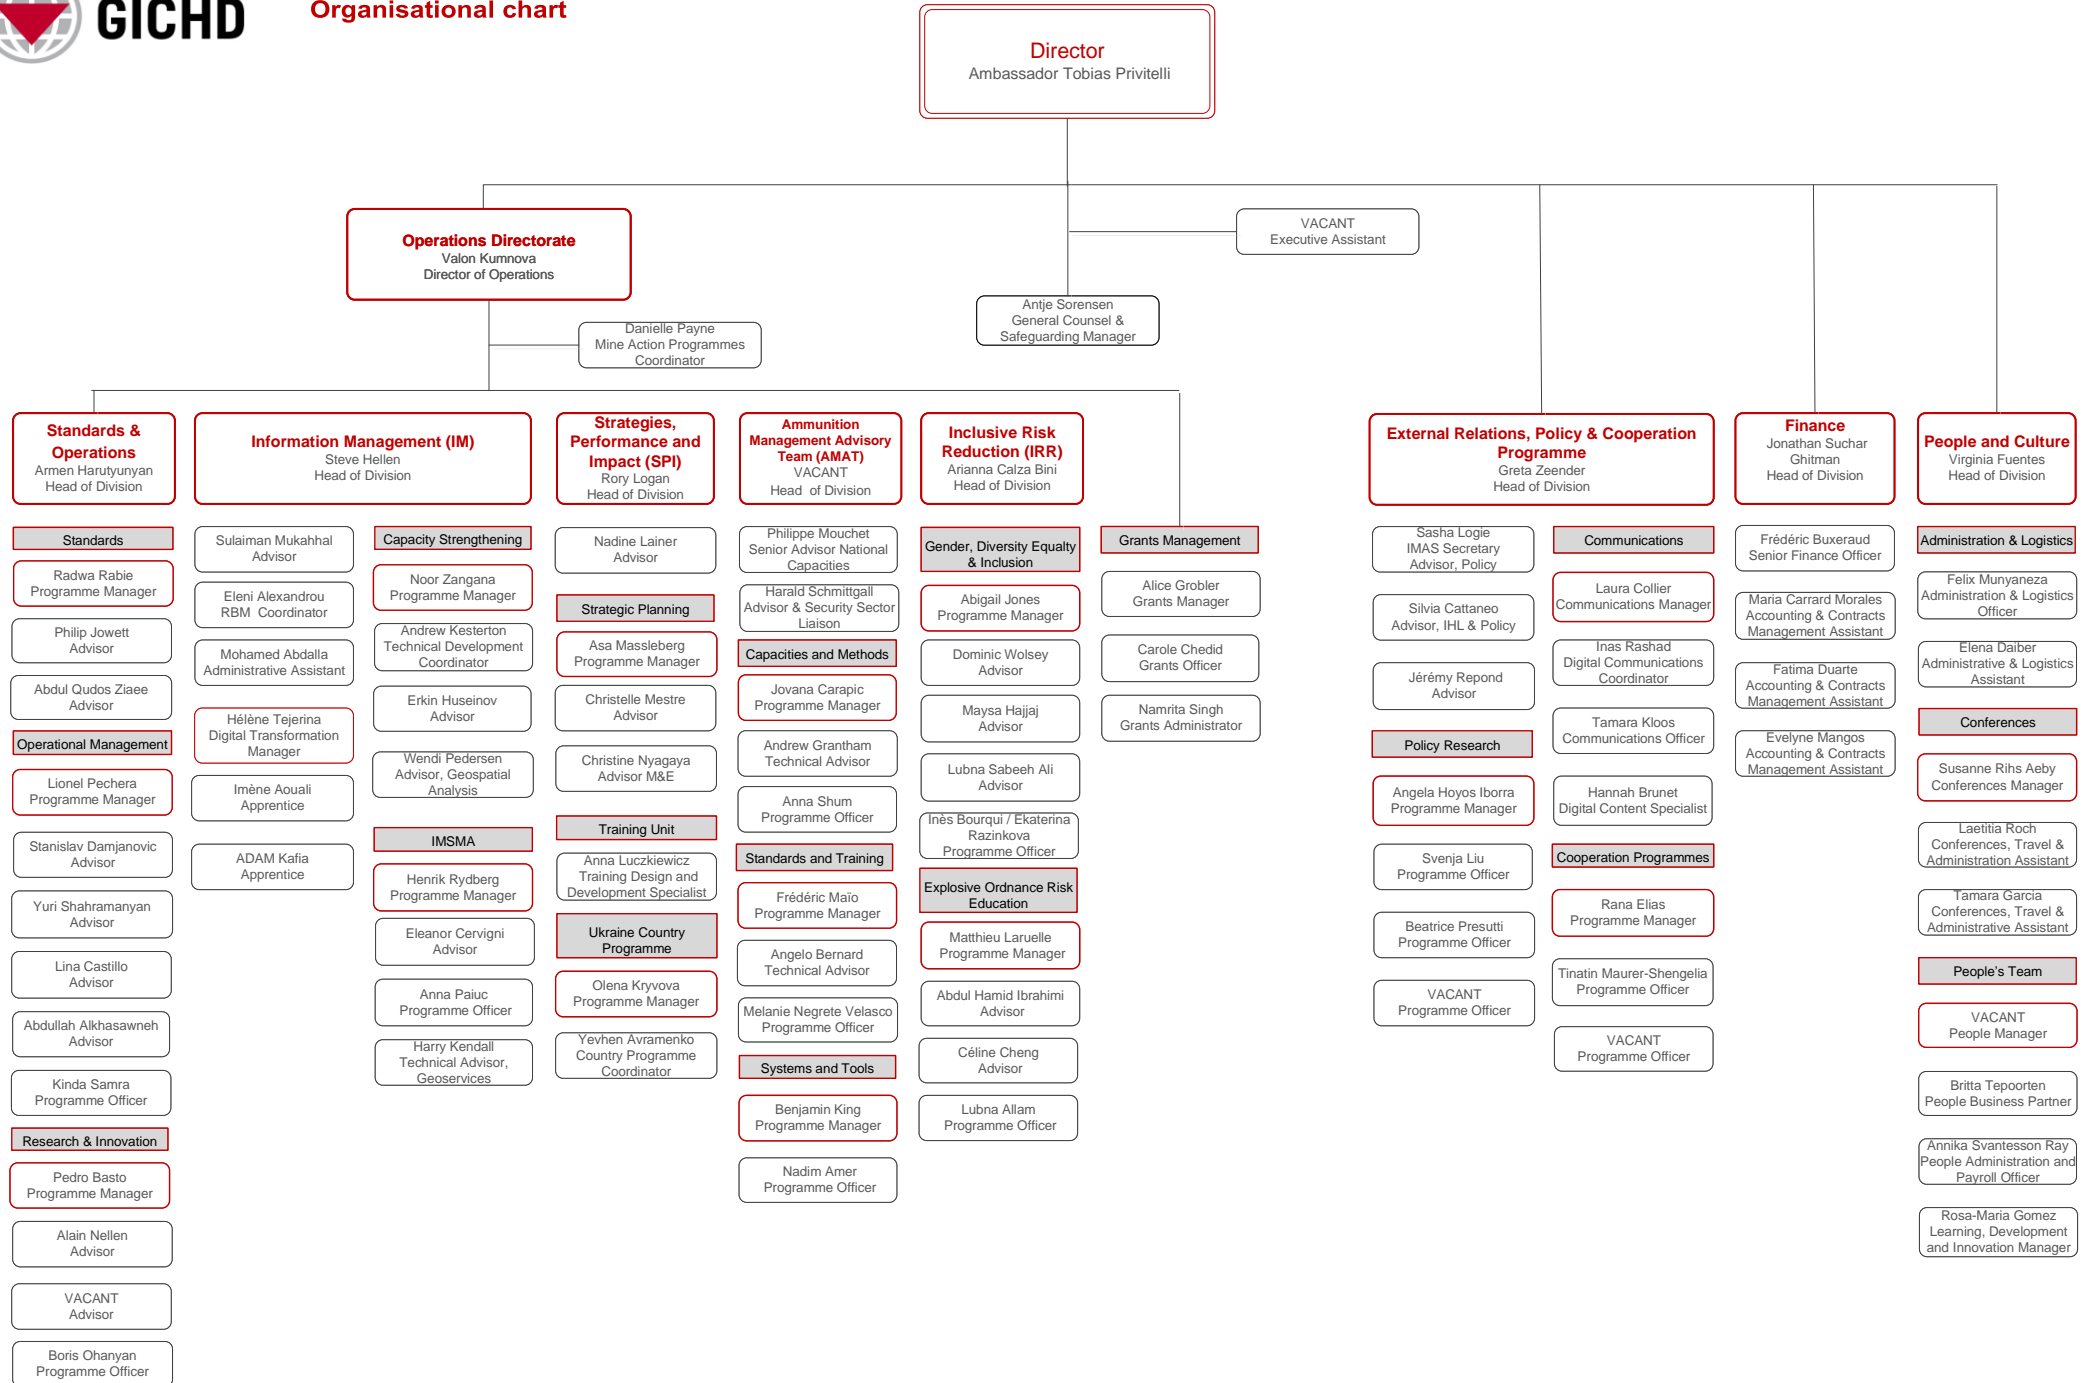 GICHD
Organisational chart
Director
Ambassador Tobias Privitelli
Operations Directorate
Valon Kumnova
Director of Operations
VACANT
Executive Assistant
Antje Sorensen
General Counsel &
Safeguarding Manager
Danielle Payne
Mine Action Programmes
Coordinator
Standards &
Operations
Armen Harutyunyan
Head of Division
Standards
Radwa Rabie
Programme Manager
Philip Jowett
Advisor
Abdul Qudos Ziaee
Advisor
Operational Management
Lionel Pechera
Programme Manager
Stanislav Damjanovic
Advisor
Yuri Shahramanyan
Advisor
Lina Castillo
Advisor
Abdullah Alkhasawneh
Advisor
Kinda Samra
Programme Officer
Research & Innovation
Pedro Basto
Programme Manager
Alain Nellen
Advisor
VACANT
Advisor
Boris Ohanyan
Programme Officer
Information Management (IM)
Steve Hellen
Head of Division
Sulaiman Mukahhal
Advisor
Eleni Alexandrou
RBM  Coordinator
Mohamed Abdalla
Administrative Assistant
Hélène Tejerina
Digital Transformation
Manager
Imène Aouali
Apprentice
ADAM Kafia
Apprentice
Capacity Strengthening
Noor Zangana
Programme Manager
Andrew Kesterton
Technical Development
Coordinator
Erkin Huseinov
Advisor
Wendi Pedersen
Advisor, Geospatial
Analysis
IMSMA
Henrik Rydberg
Programme Manager
Eleanor Cervigni
Advisor
Anna Paiuc
Programme Officer
Harry Kendall
Technical Advisor,
Geoservices
Strategies,
Performance and
Impact (SPI)
Rory Logan
Head of Division
Nadine Lainer
Advisor
Strategic Planning
Asa Massleberg
Programme Manager
Christelle Mestre
Advisor
Christine Nyagaya
Advisor M&E
Training Unit
Anna Luczkiewicz
Training Design and
Development Specialist
Ukraine Country
Programme
Olena Kryvova
Programme Manager
Yevhen Avramenko
Country Programme
Coordinator
Ammunition
Management Advisory
Team (AMAT)
VACANT
Head  of Division
Philippe Mouchet
Senior Advisor National
Capacities
Harald Schmittgall
Advisor & Security Sector
Liaison
Capacities and Methods
Jovana Carapic
Programme Manager
Andrew Grantham
Technical Advisor
Anna Shum
Programme Officer
Standards and Training
Frédéric Maïo
Programme Manager
Angelo Bernard
Technical Advisor
Melanie Negrete Velasco
Programme Officer
Systems and Tools
Benjamin King
Programme Manager
Nadim Amer
Programme Officer
Inclusive Risk
Reduction (IRR)
Arianna Calza Bini
Head of Division
Gender, Diversity Equalty
& Inclusion
Abigail Jones
Programme Manager
Dominic Wolsey
Advisor
Maysa Hajjaj
Advisor
Lubna Sabeeh Ali
Advisor
Inès Bourqui / Ekaterina
Razinkova
Programme Officer
Explosive Ordnance Risk
Education
Matthieu Laruelle
Programme Manager
Abdul Hamid Ibrahimi
Advisor
Céline Cheng
Advisor
Lubna Allam
Programme Officer
Grants Management
Alice Grobler
Grants Manager
Carole Chedid
Grants Officer
Namrita Singh
Grants Administrator
External Relations, Policy & Cooperation
Programme
Greta Zeender
Head of Division
Sasha Logie
IMAS Secretary
Advisor, Policy
Silvia Cattaneo
Advisor, IHL & Policy
Jérémy Repond
Advisor
Policy Research
Angela Hoyos Iborra
Programme Manager
Svenja Liu
Programme Officer
Beatrice Presutti
Programme Officer
VACANT
Programme Officer
Communications
Laura Collier
Communications Manager
Inas Rashad
Digital Communications
Coordinator
Tamara Kloos
Communications Officer
Hannah Brunet
Digital Content Specialist
Cooperation Programmes
Rana Elias
Programme Manager
Tinatin Maurer-Shengelia
Programme Officer
VACANT
Programme Officer
Finance
Jonathan Suchar
Ghitman
Head of Division
Frédéric Buxeraud
Senior Finance Officer
Maria Carrard Morales
Accounting & Contracts
Management Assistant
Fatima Duarte
Accounting & Contracts
Management Assistant
Evelyne Mangos
Accounting & Contracts
Management Assistant
People and Culture
Virginia Fuentes
Head of Division
Administration & Logistics
Felix Munyaneza
Administration & Logistics
Officer
Elena Daiber
Administrative & Logistics
Assistant
Conferences
Susanne Rihs Aeby
Conferences Manager
Laetitia Roch
Conferences, Travel &
Administration Assistant
Tamara Garcia
Conferences, Travel &
Administrative Assistant
People's Team
VACANT
People Manager
Britta Tepoorten
People Business Partner
Annika Svantesson Ray
People Administration and
Payroll Officer
Rosa-Maria Gomez
Learning, Development
and Innovation Manager